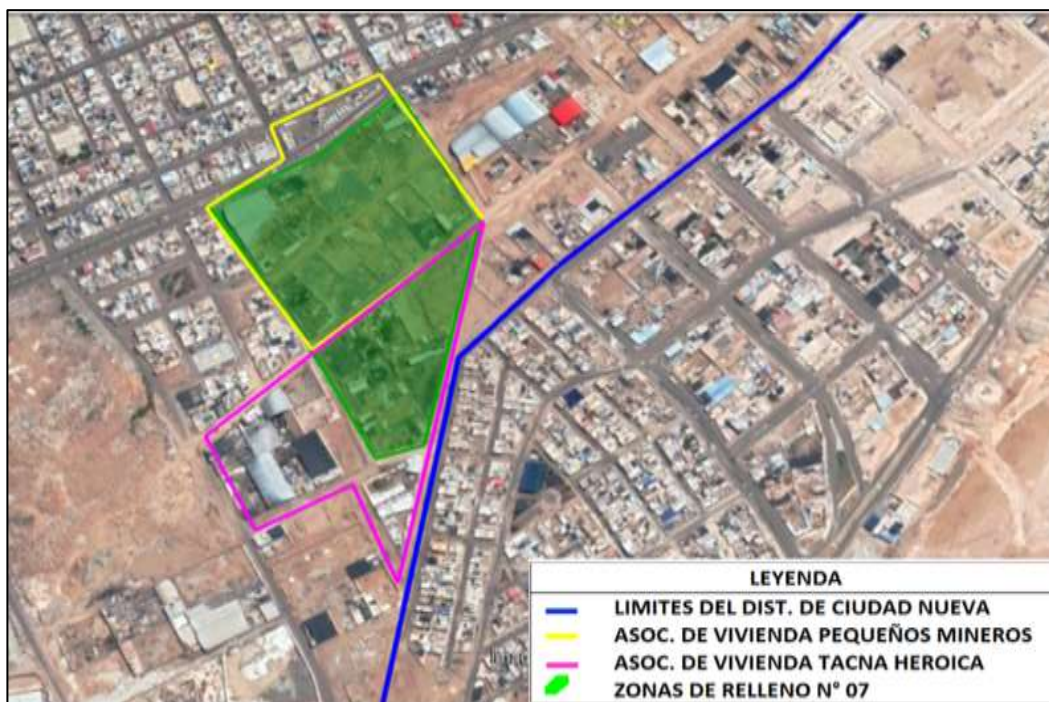 LEYENDA
LIMITES DEL DIST. DE CIUDAD NUEVA
ASOC. DE VIVIENDA PEQUEÑOS MINEROS
ASOC. DE VIVIENDA TACNA HEROICA
ZONAS DE RELLENO N° 07